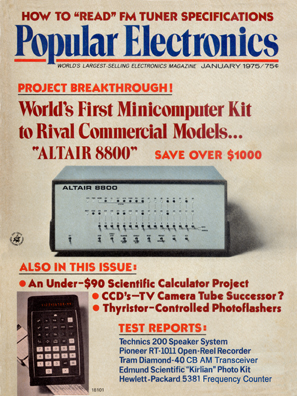 HOW TO "READ" FM TUNER SPECIFICATIONS
Popular Electronics
WORLD'S LARGEST-SELLING ELECTRONICS MAGAZINE JANUARY 1975/75¢
PROJECT BREAKTHROUGH!
World's First Minicomputer Kit
to Rival Commercial Models...
"ALTAIR 8800" SAVE OVER $1000
ALTAIR 8800
ALSO IN THIS ISSUE:
• An Under-$90 Scientific Calculator Project
• CCD's—TV Camera Tube Successor?
• Thyristor-Controlled Photoflashers
TEST REPORTS:
Technics 200 Speaker System
Pioneer RT-1011 Open-Reel Recorder
Tram Diamond-40 CB AM Transceiver
Edmund Scientific "Kirlian" Photo Kit
Hewlett-Packard 5381 Frequency Counter